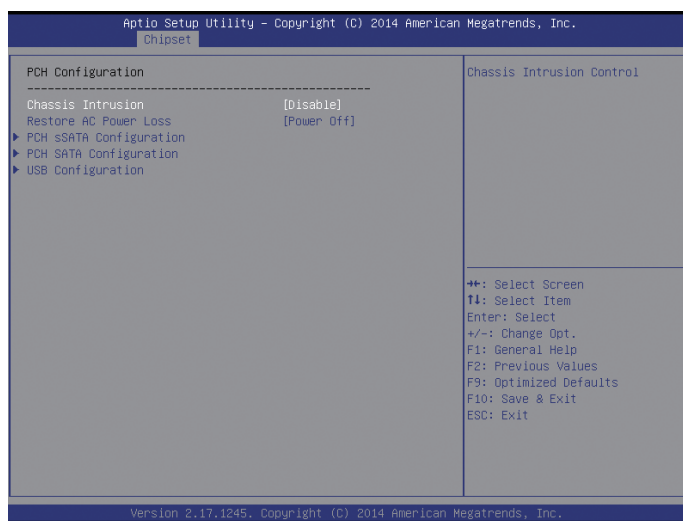 Aptio Setup Utility – Copyright (C) 2014 American Megatrends, Inc.
Chipset
PCH Configuration
--------------------------------------------------
Chassis Intrusion [Disable]
Restore AC Power Loss [Power Off]
PCH sSATA Configuration
PCH SATA Configuration
USB Configuration
Chassis Intrusion Control
→←: Select Screen
↑↓: Select Item
Enter: Select
+/-: Change Opt.
F1: General Help
F2: Previous Values
F9: Optimized Defaults
F10: Save & Exit
ESC: Exit
Version 2.17.1245. Copyright (C) 2014 American Megatrends, Inc.